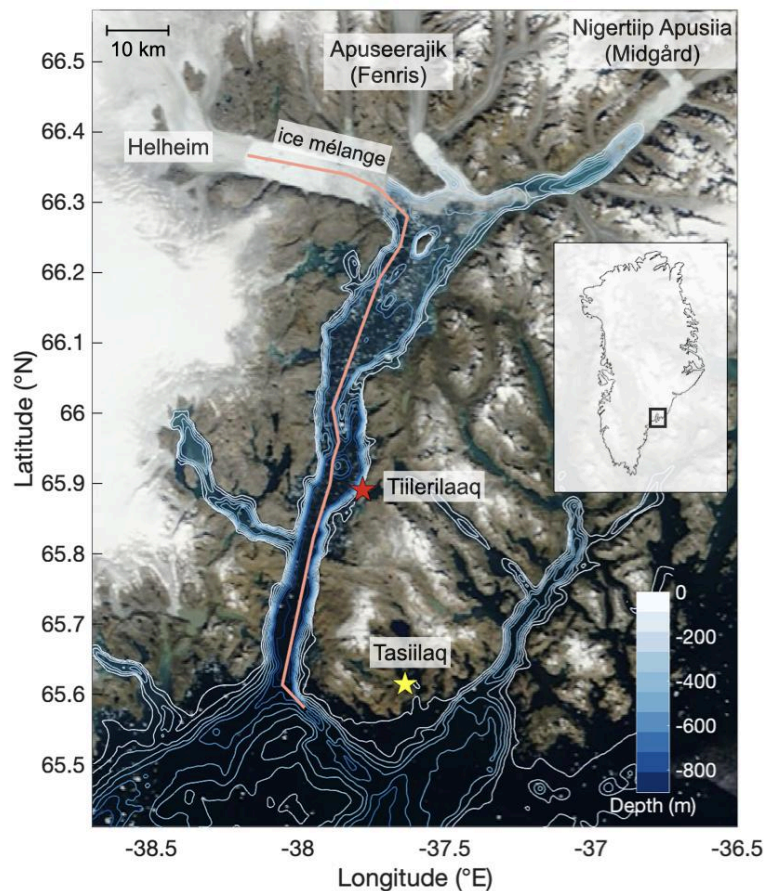 10 km
Apuseerajik
(Fenris)
Nigertiip Apusiia
(Midgård)
Helheim
ice mélange
Tiilerilaaq
Tasiilaq
66.5
66.4
66.3
66.2
66.1
66
65.9
65.8
65.7
65.6
65.5
Latitude (°N)
0
-200
-400
-600
-800
Depth (m)
-38.5
-38
-37.5
-37
-36.5
Longitude (°E)